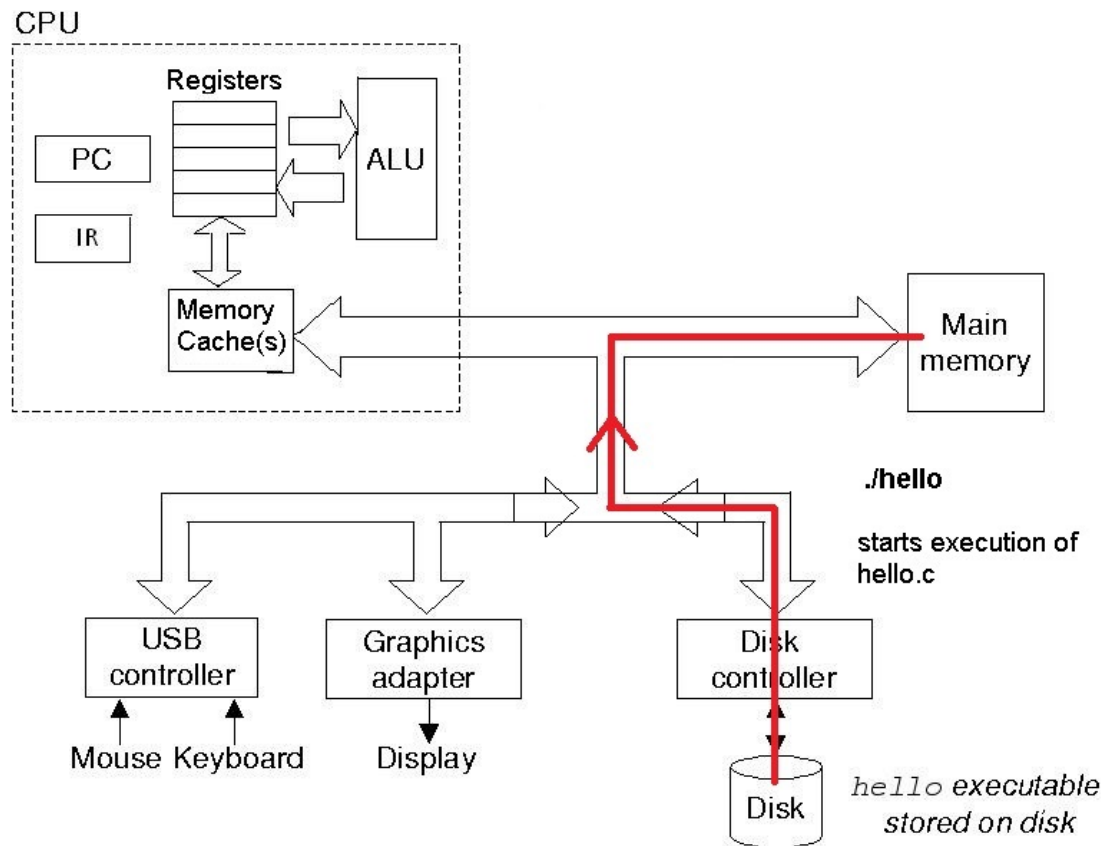 CPU
Registers
PC
ALU
IR
Memory
Cache(s)
Main
memory
./hello
starts execution of
hello.c
USB
controller
Graphics
adapter
Disk
controller
Mouse Keyboard
Display
Disk
hello executable
stored on disk